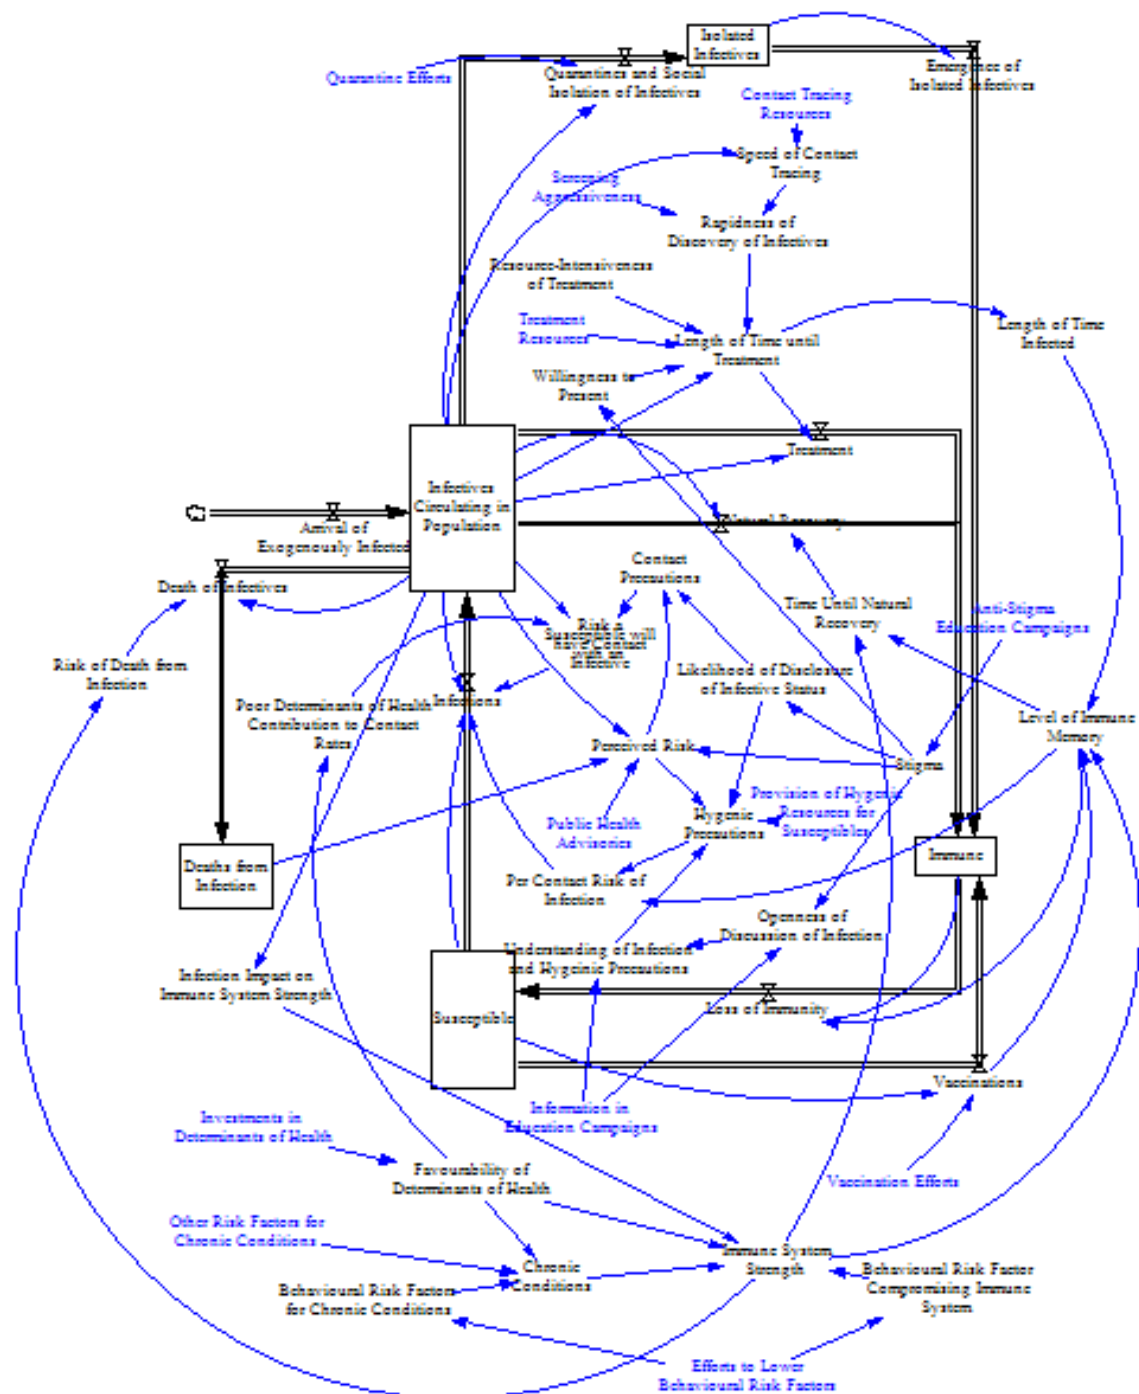 Isolated
Infectives
Quarantine Efforts
Quarantines and Social
Isolation of Infectives
Emergence of
Isolated Infectives
Contact Tracing
Resources
Speed of Contact
Tracing
Screening
Aggressiveness
Rapidness of
Discovery of Infectives
Resource-Intensiveness
of Treatment
Treatment
Resources
Length of Time until
Treatment
Length of Time
Infected
Willingness to
Present
Treatment
Infectives
Circulating in
Population
Natural Recovery
Arrival of
Exogenously Infected
Death of Infectives
Contact
Precautions
Time Until Natural
Recovery
Anti-Stigma
Education Campaigns
Risk a
Susceptible will
have Contact
with an
Infective
Risk of Death from
Infection
Likelihood of Disclosure
of Infective Status
Infections
Poor Determinants of Health
Contribution to Contact
Rates
Level of Immune
Memory
Perceived Risk
Stigma
Provision of Hygenic
Resources for
Susceptibles
Hygenic
Precautions
Public Health
Advisories
Immune
Deaths from
Infection
Per Contact Risk of
Infection
Openness of
Discussion of Infection
Understanding of Infection
and Hygeinic Precautions
Infection Impact on
Immune System Strength
Susceptible
Loss of Immunity
Vaccinations
Information in
Education Campaigns
Investments in
Determinants of Health
Favourability of
Determinants of Health
Vaccination Efforts
Other Risk Factors for
Chronic Conditions
Chronic
Conditions
Immune System
Strength
Behavioural Risk Factor
Compromising Immune
System
Behavioural Risk Factors
for Chronic Conditions
Efforts to Lower
Behavioural Risk Factors